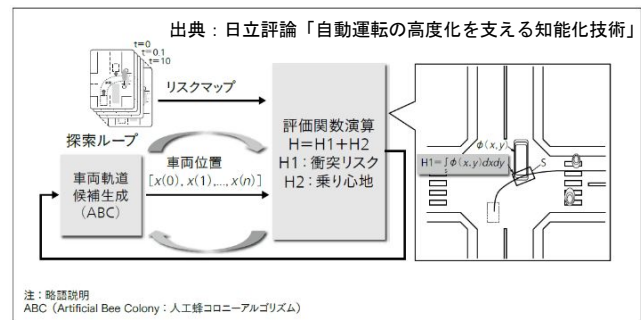 出典：日立評論「自動運転の高度化を支える知能化技術」
t=0
t=0.1
t=10
リスクマップ
探索ループ
車両軌道
候補生成
（ABC）
車両位置
[x(0), x(1),..., x(n)]
評価関数演算
H=H1+H2
H1：衝突リスク
H2：乗り心地
φ(x,y)
H1=∫φ(x,y)dxdy
S
S
注：略語説明
ABC（Artificial Bee Colony：人工蜂コロニーアルゴリズム）